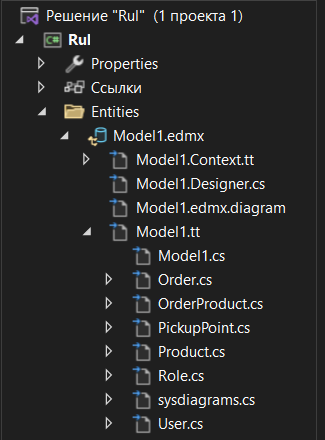 Решение "Rul" (1 проекта 1)
C# Rul
Properties
Ссылки
Entities
Model1.edmx
Model1.Context.tt
Model1.Designer.cs
Model1.edmx.diagram
Model1.tt
Model1.cs
Order.cs
OrderProduct.cs
PickupPoint.cs
Product.cs
Role.cs
sysdiagrams.cs
User.cs